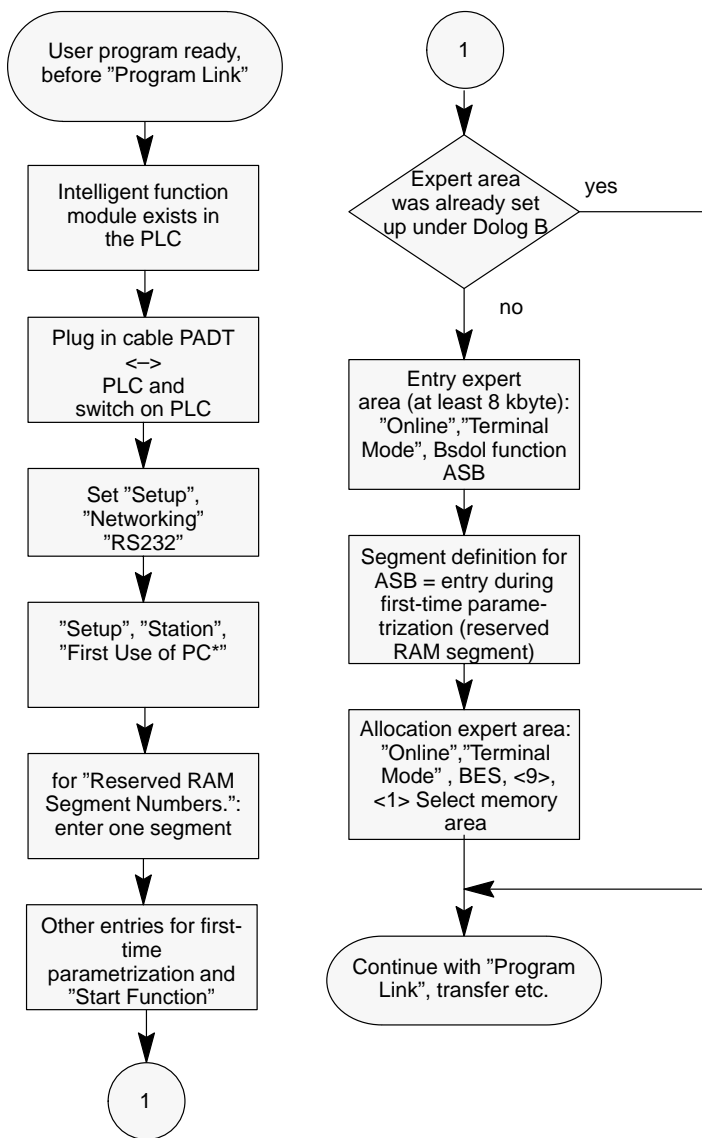 User program ready,
before ”Program Link”
Intelligent function
module exists in
the PLC
Plug in cable PADT
<–>
PLC and
switch on PLC
Set ”Setup”,
”Networking”
”RS232”
”Setup”, ”Station”,
”First Use of PC*”
for ”Reserved RAM
Segment Numbers.”:
enter one segment
Other entries for first-
time
parametrization and
”Start Function”
1
1
Expert area
was already set
up under Dolog B
yes
no
Entry expert
area (at least 8 kbyte):
”Online”,”Terminal
Mode”, Bsdol function
ASB
Segment definition for
ASB = entry during
first-time parame-
trization (reserved
RAM segment)
Allocation expert area:
”Online”,”Terminal
Mode” , BES, <9>,
<1> Select memory
area
Continue with ”Program
Link”, transfer etc.